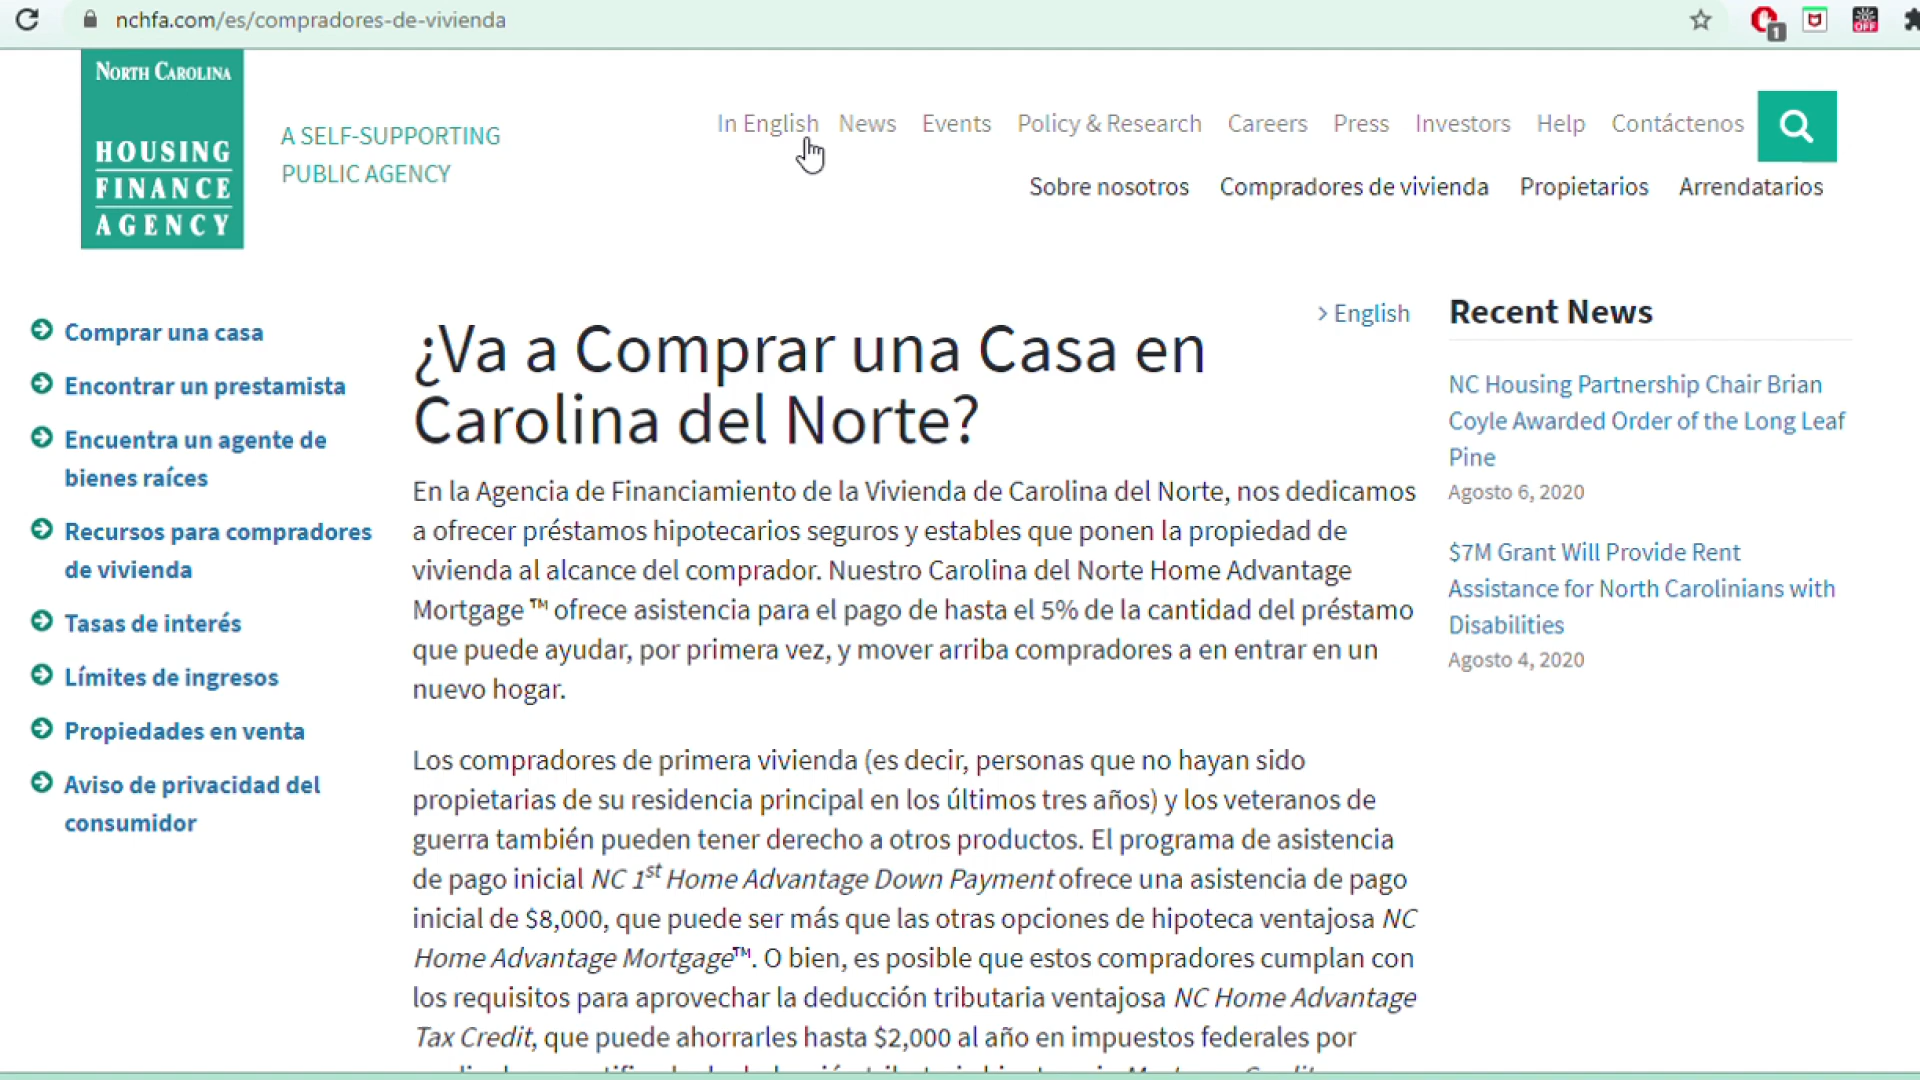 nchfa.com/es/compradores-de-vivienda
1
OFF
NORTH CAROLINA
HOUSING
FINANCE
AGENCY
A SELF-SUPPORTING
PUBLIC AGENCY
In English News Events Policy & Research Careers Press Investors Help Contáctenos
Sobre nosotros Compradores de vivienda Propietarios Arrendatarios
Comprar una casa
Encontrar un prestamista
Encuentra un agente de
bienes raíces
Recursos para compradores
de vivienda
Tasas de interés
Límites de ingresos
Propiedades en venta
Aviso de privacidad del
consumidor
> English
¿Va a Comprar una Casa en
Carolina del Norte?
En la Agencia de Financiamiento de la Vivienda de Carolina del Norte, nos dedicamos
a ofrecer préstamos hipotecarios seguros y estables que ponen la propiedad de
vivienda al alcance del comprador. Nuestro Carolina del Norte Home Advantage
Mortgage ™ ofrece asistencia para el pago de hasta el 5% de la cantidad del préstamo
que puede ayudar, por primera vez, y mover arriba compradores a en entrar en un
nuevo hogar.
Los compradores de primera vivienda (es decir, personas que no hayan sido
propietarias de su residencia principal en los últimos tres años) y los veteranos de
guerra también pueden tener derecho a otros productos. El programa de asistencia
de pago inicial NC 1st Home Advantage Down Payment ofrece una asistencia de pago
inicial de $8,000, que puede ser más que las otras opciones de hipoteca ventajosa NC
Home Advantage Mortgage™. O bien, es posible que estos compradores cumplan con
los requisitos para aprovechar la deducción tributaria ventajosa NC Home Advantage
Tax Credit, que puede ahorrarles hasta $2,000 al año en impuestos federales por
Recent News
NC Housing Partnership Chair Brian
Coyle Awarded Order of the Long Leaf
Pine
Agosto 6, 2020
$7M Grant Will Provide Rent
Assistance for North Carolinians with
Disabilities
Agosto 4, 2020